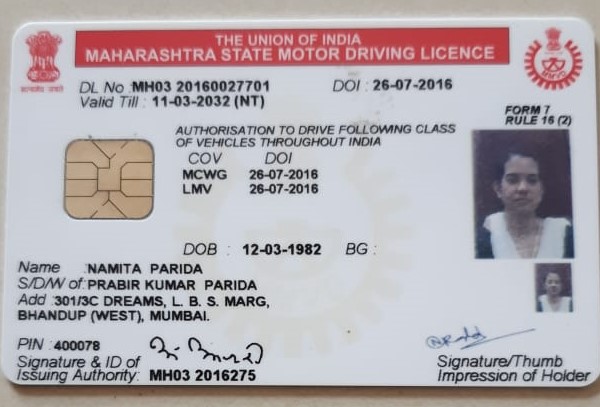 THE UNION OF INDIA
MAHARASHTRA STATE MOTOR DRIVING LICENCE
DL No : MH03 20160027701 DOI : 26-07-2016
Valid Till : 11-03-2032 (NT)
FORM 7
RULE 16 (2)
AUTHORISATION TO DRIVE FOLLOWING CLASS
OF VEHICLES THROUGHOUT INDIA
COV DOI
MCWG 26-07-2016
LMV 26-07-2016
DOB : 12-03-1982 BG :
Name : NAMITA PARIDA
S/D/W of : PRABIR KUMAR PARIDA
Add : 301/3C DREAMS, L. B. S. MARG,
BHANDUP (WEST), MUMBAI.
PIN : 400078
Signature & ID of
Issuing Authority: MH03 2016275
Signature/Thumb
Impression of Holder